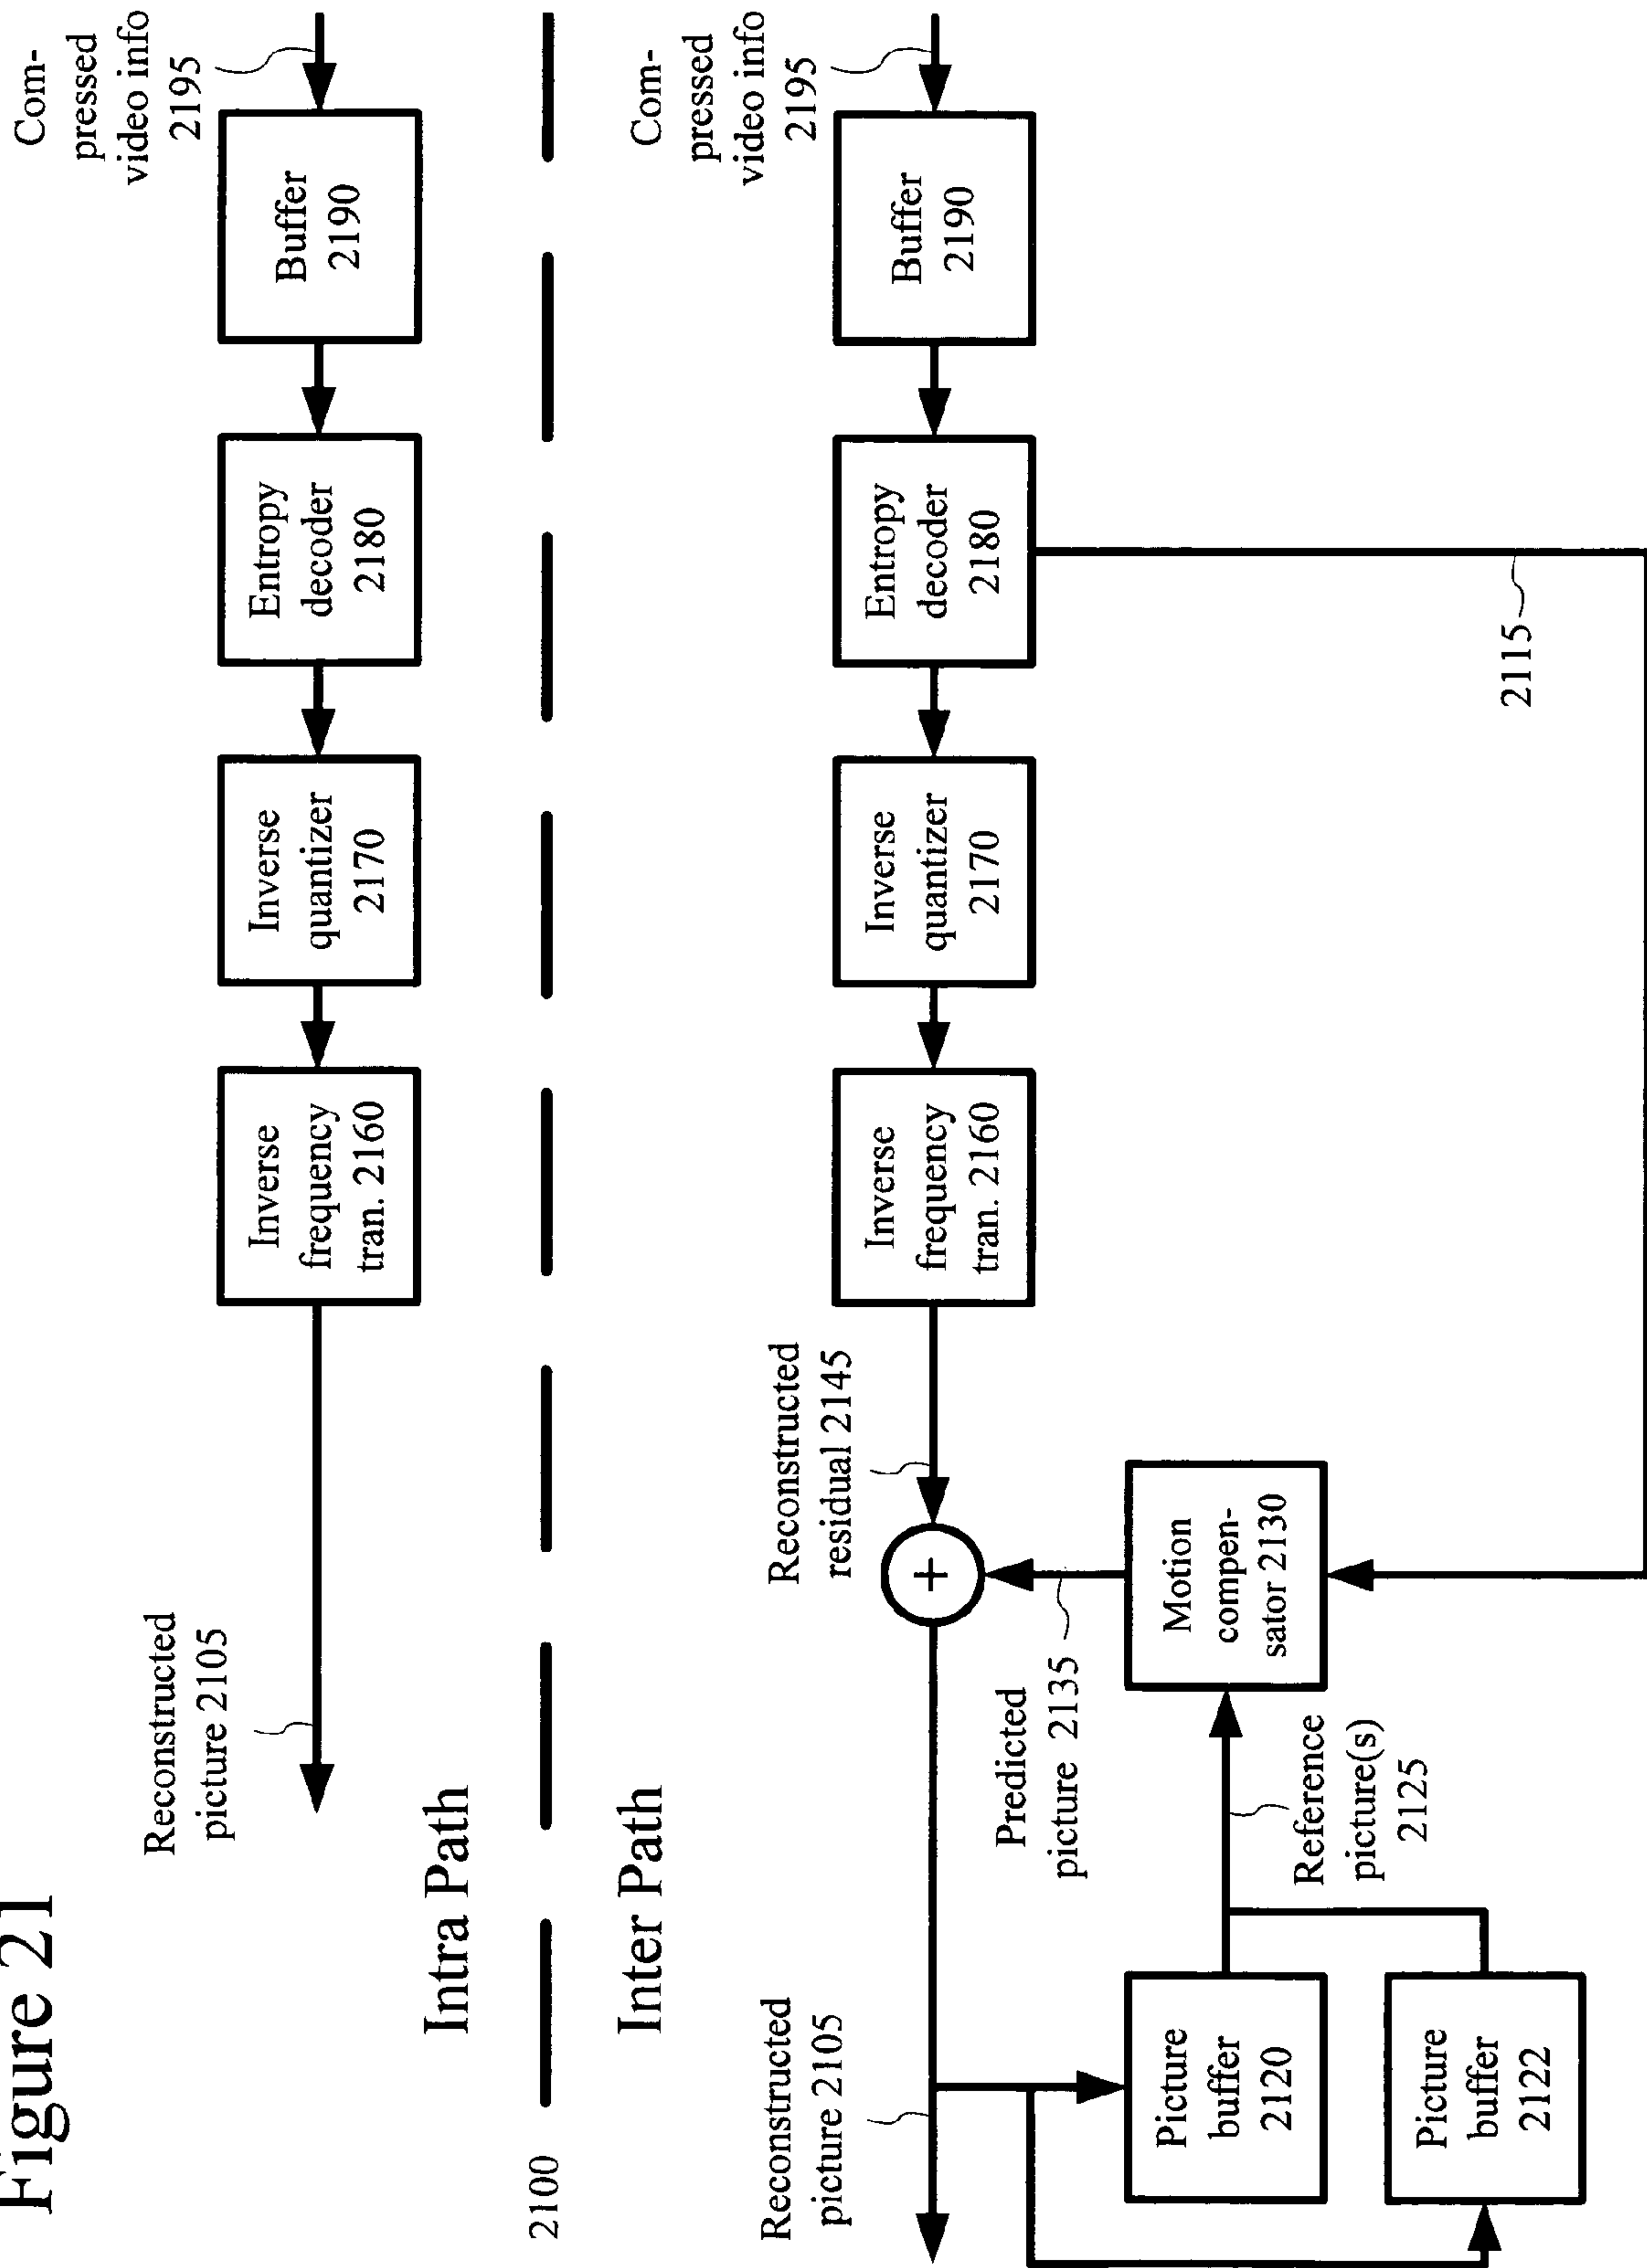 Figure 21
Reconstructed
picture 2105
Inverse
frequency
tran. 2160
Inverse
quantizer
2170
Entropy
decoder
2180
Buffer
2190
Com-
pressed
video info
2195
Intra Path
2100
Inter Path
Reconstructed
picture 2105
Reconstructed
residual 2145
+
Inverse
frequency
tran. 2160
Inverse
quantizer
2170
Entropy
decoder
2180
Buffer
2190
Com-
pressed
video info
2195
Predicted
picture 2135
Picture
buffer
2120
Reference
picture(s)
2125
Motion
compen-
sator 2130
Picture
buffer
2122
2115